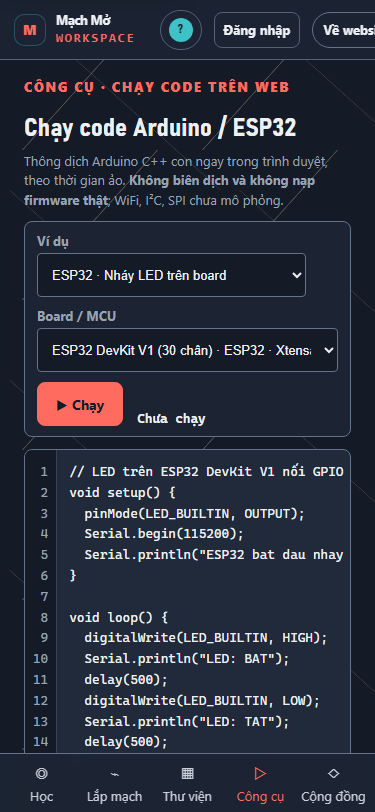 M
Mạch Mở
WORKSPACE
?
Đăng nhập
Về websi
CÔNG CỤ · CHẠY CODE TRÊN WEB
Chạy code Arduino / ESP32
Thông dịch Arduino C++ con ngay trong trình duyệt,
theo thời gian ảo. Không biên dịch và không nạp
firmware thật; WiFi, I²C, SPI chưa mô phỏng.
Ví dụ
ESP32 · Nháy LED trên board
Board / MCU
ESP32 DevKit V1 (30 chân) · ESP32 · Xtens
▶ Chạy
Chưa chạy
1 // LED trên ESP32 DevKit V1 nối GPIO
2 void setup() {
3 pinMode(LED_BUILTIN, OUTPUT);
4 Serial.begin(115200);
5 Serial.println("ESP32 bat dau nhay
6 }
7
8 void loop() {
9 digitalWrite(LED_BUILTIN, HIGH);
10 Serial.println("LED: BAT");
11 delay(500);
12 digitalWrite(LED_BUILTIN, LOW);
13 Serial.println("LED: TAT");
14 delay(500);
Học
Lắp mạch
Thư viện
Công cụ
Cộng đồng